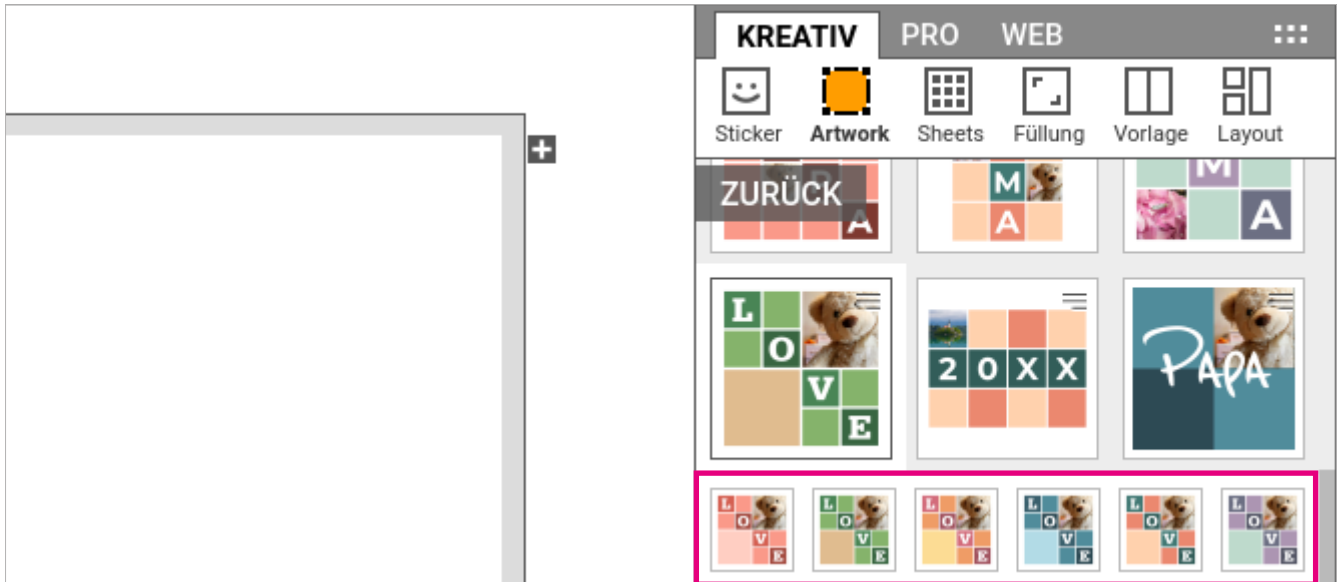 KREATIV PRO WEB
Sticker Artwork Sheets Füllung Vorlage Layout
M M
ZURÜCK
A A A
L
O
V
E
20XX
PAPA
L L L L L L
O O O O O O
V V V V V V
E E E E E E